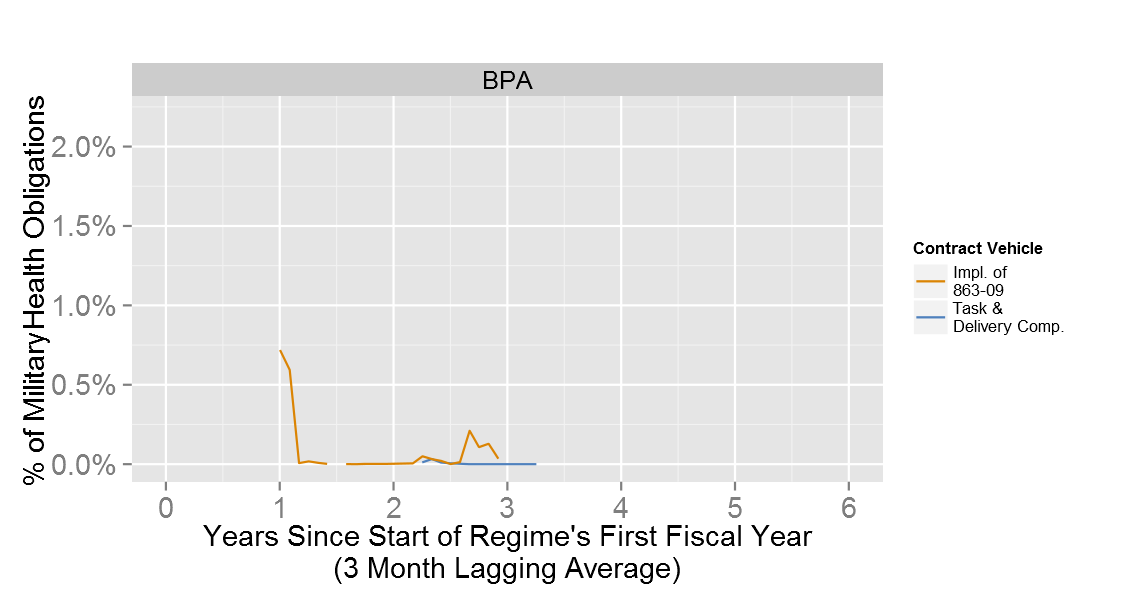 BPA
% of MilitaryHealth Obligations
2.0%
1.5%
1.0%
0.5%
0.0%
0 1 2 3 4 5 6
Years Since Start of Regime's First Fiscal Year
(3 Month Lagging Average)
Contract Vehicle
Impl. of
863-09
Task &
Delivery Comp.